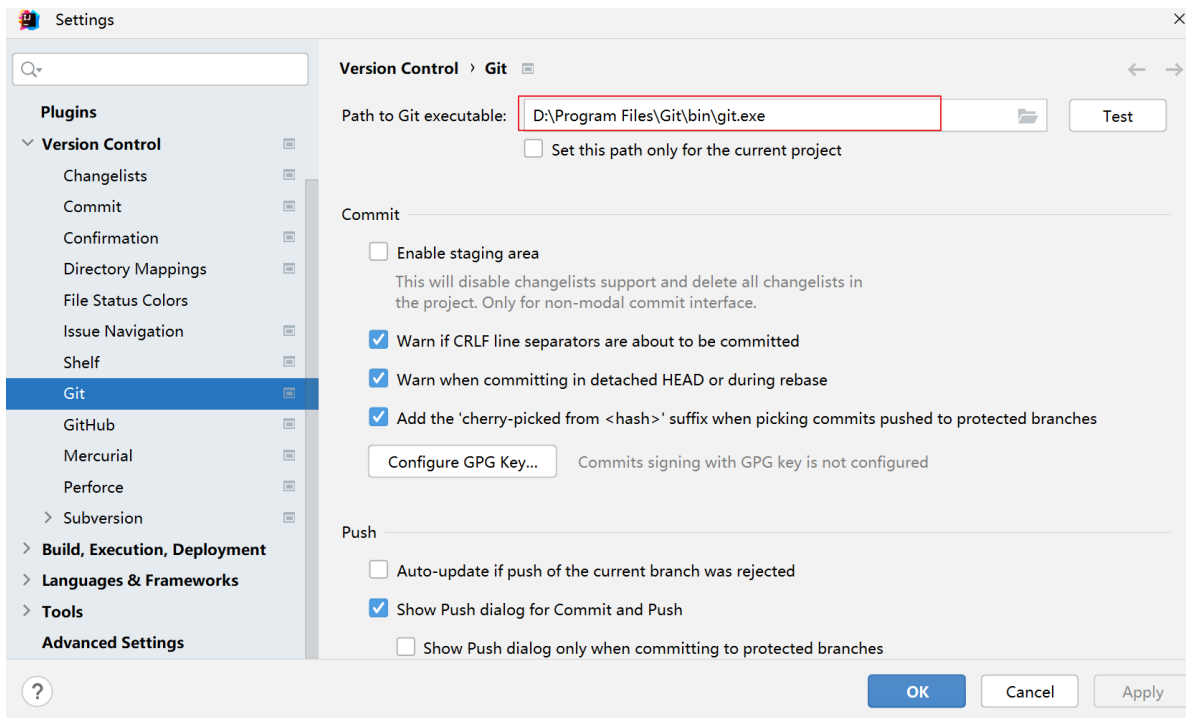 Settings
Plugins
Version Control
Changelists
Commit
Confirmation
Directory Mappings
File Status Colors
Issue Navigation
Shelf
Git
GitHub
Mercurial
Perforce
Subversion
Build, Execution, Deployment
Languages & Frameworks
Tools
Advanced Settings
Version Control › Git
Path to Git executable: D:\Program Files\Git\bin\git.exe Test
Set this path only for the current project
Commit
Enable staging area
This will disable changelists support and delete all changelists in
the project. Only for non-modal commit interface.
Warn if CRLF line separators are about to be committed
Warn when committing in detached HEAD or during rebase
Add the 'cherry-picked from <hash>' suffix when picking commits pushed to protected branches
Configure GPG Key... Commits signing with GPG key is not configured
Push
Auto-update if push of the current branch was rejected
Show Push dialog for Commit and Push
Show Push dialog only when committing to protected branches
? OK Cancel Apply